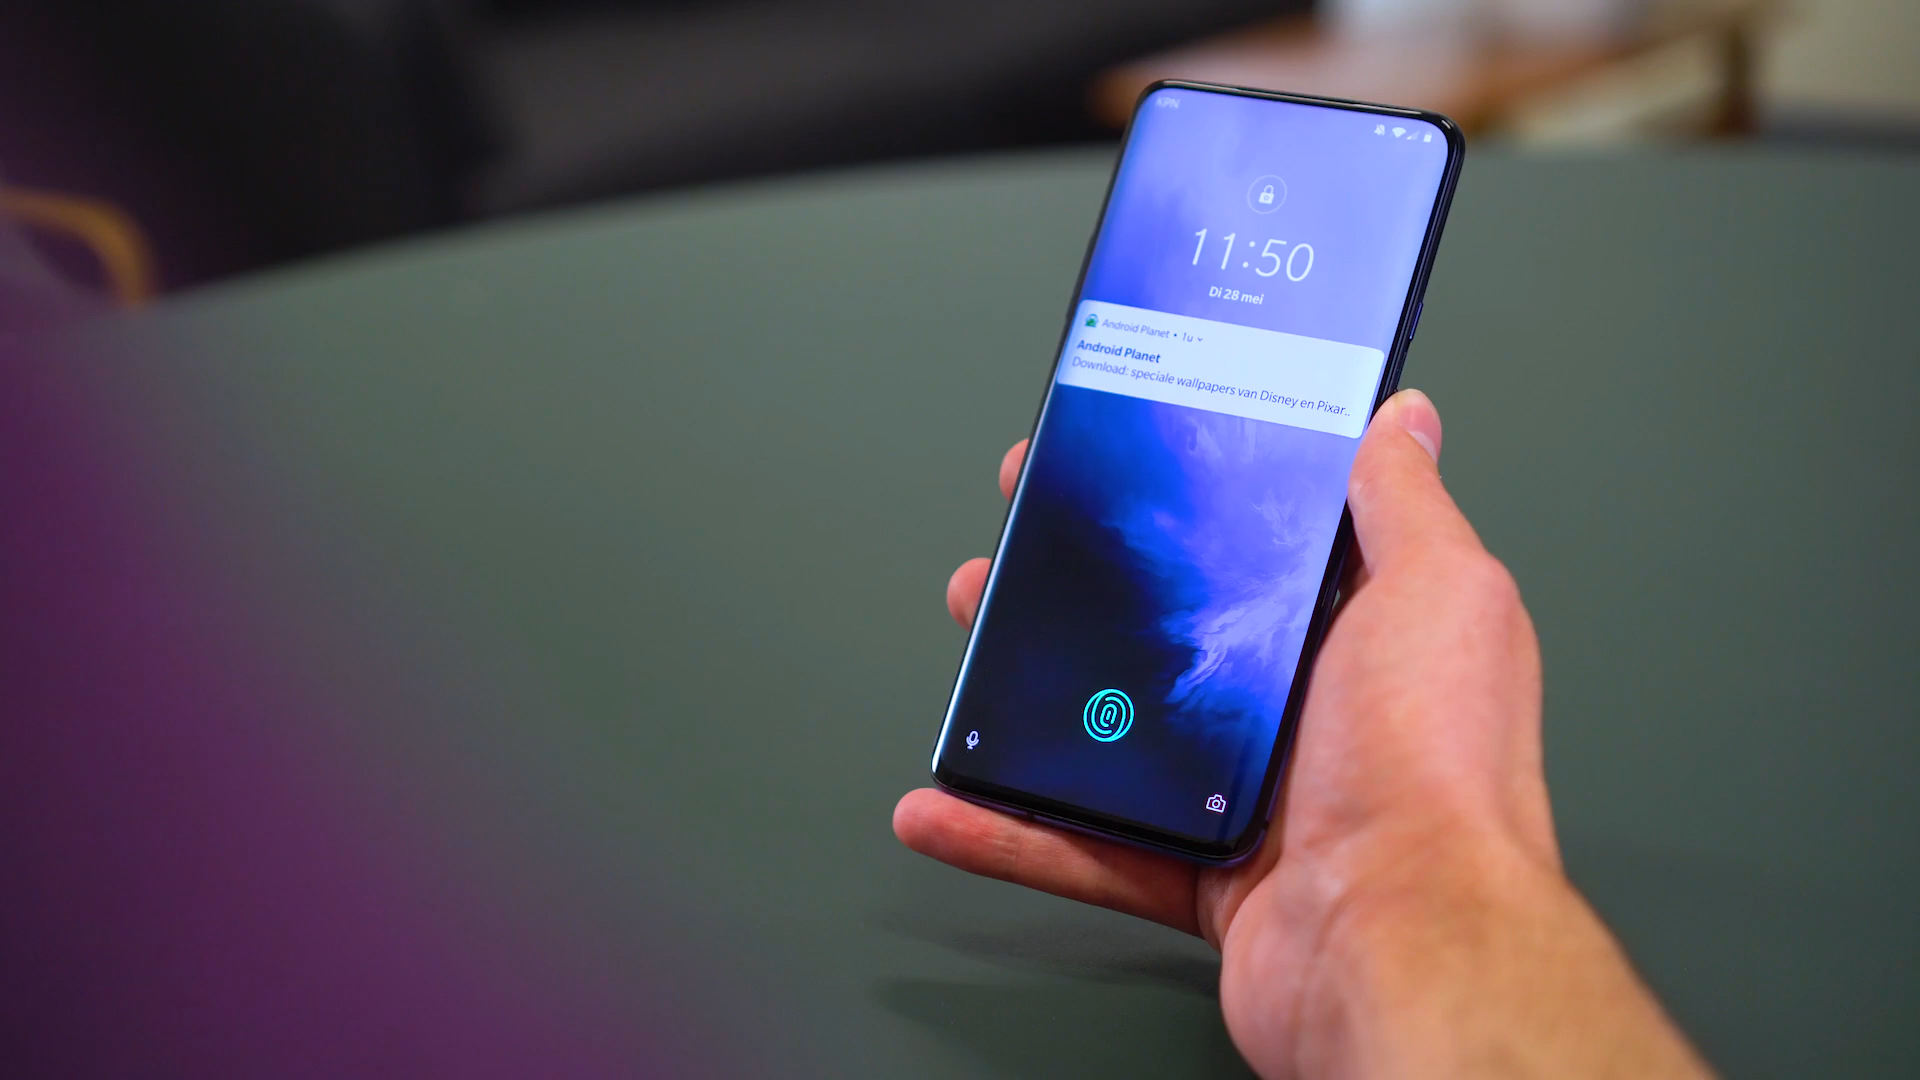 KPN
11:50
Di 28 mei
Android Planet • 1u
Android Planet
Download: speciale wallpapers van Disney en Pixar..